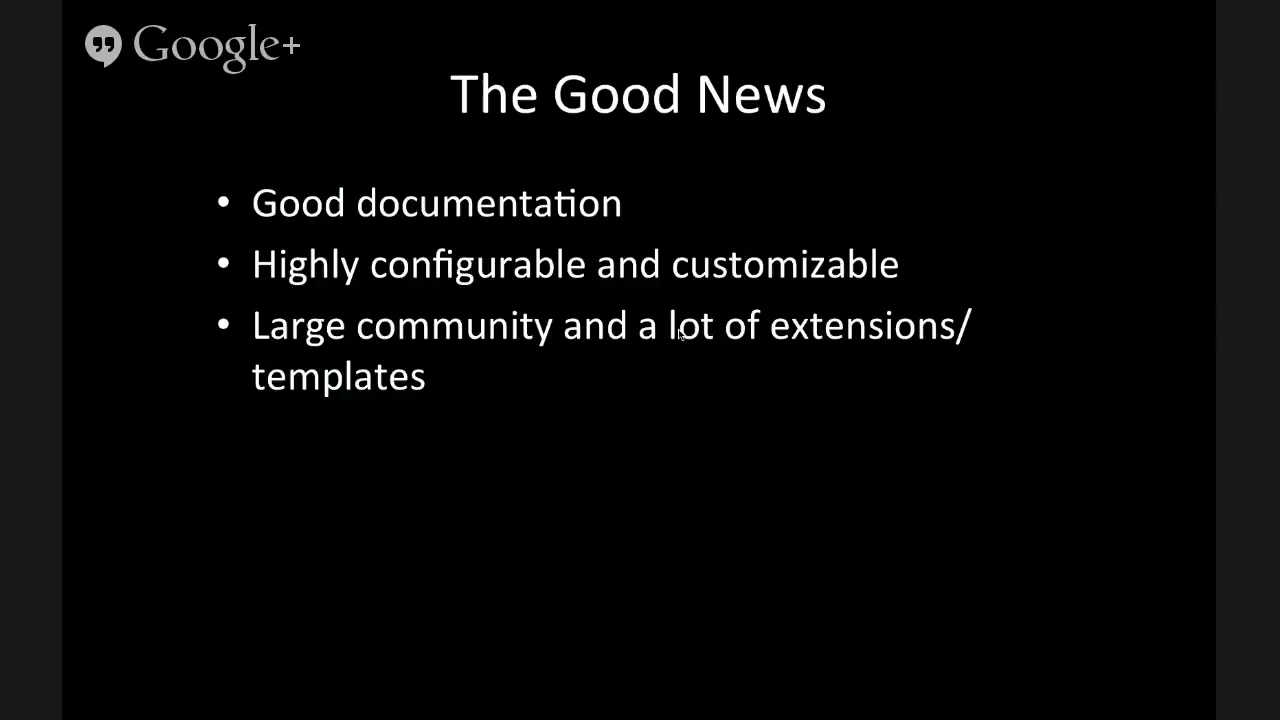 Google+
The Good News
• Good documentation
• Highly configurable and customizable
• Large community and a lot of extensions/
templates